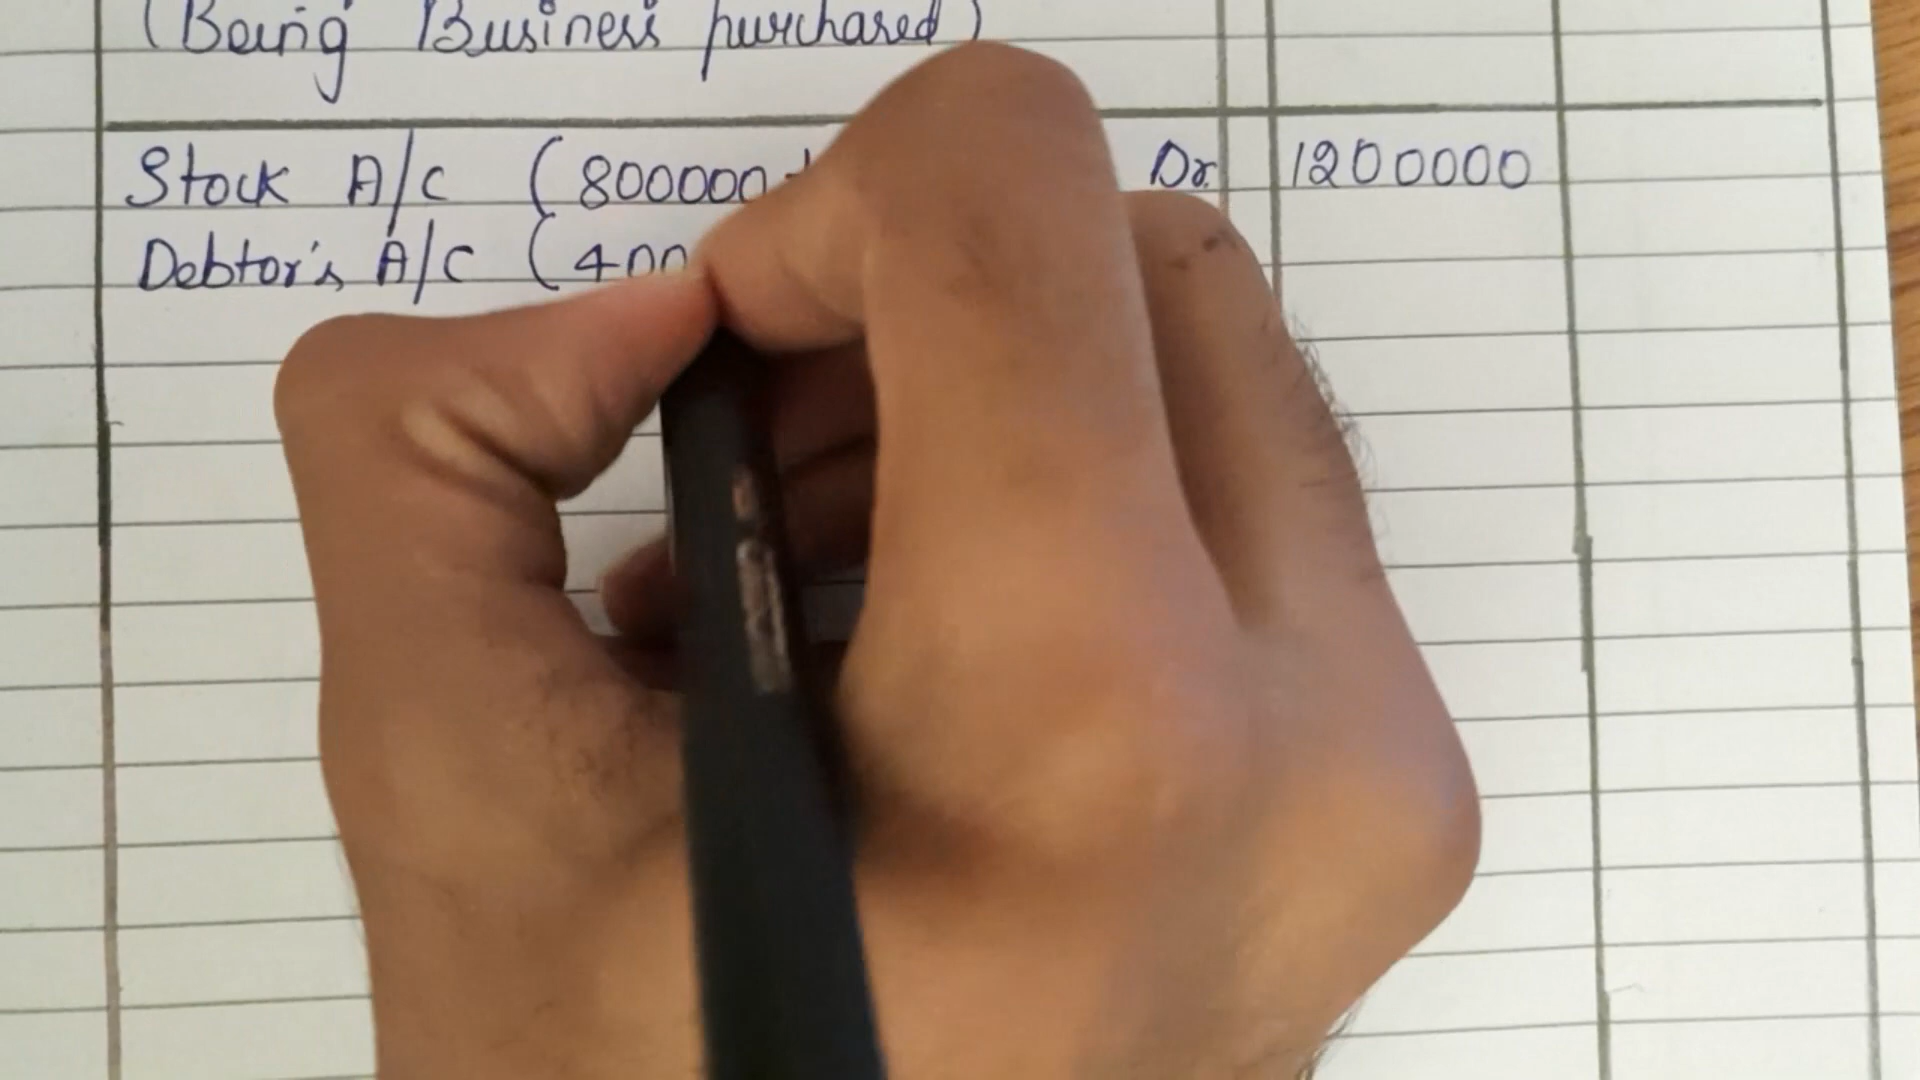 (Being Business purchased)
Stock A/C (800000+ Dr. 1200000
Debtor's A/C (400